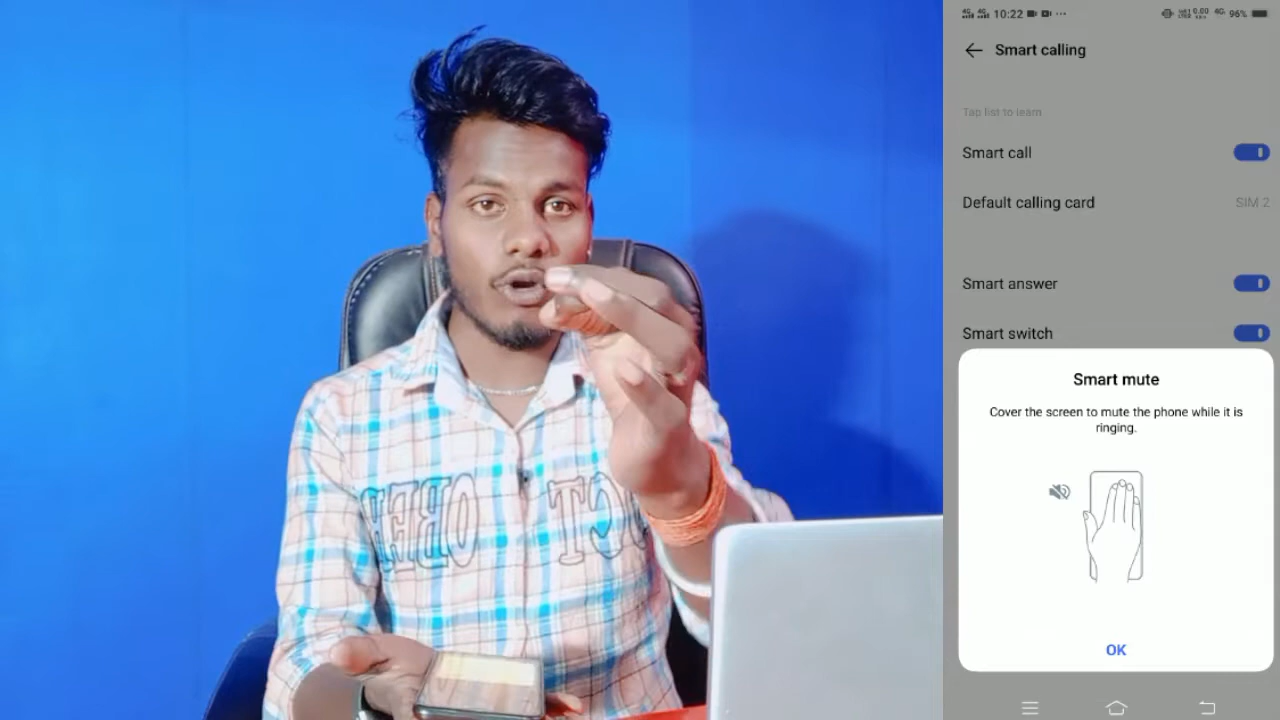 10:22
96%
Smart calling
Tap list to learn
Smart call
Default calling card
SIM 2
Smart answer
Smart switch
Smart mute
Cover the screen to mute the phone while it is
ringing.
OK